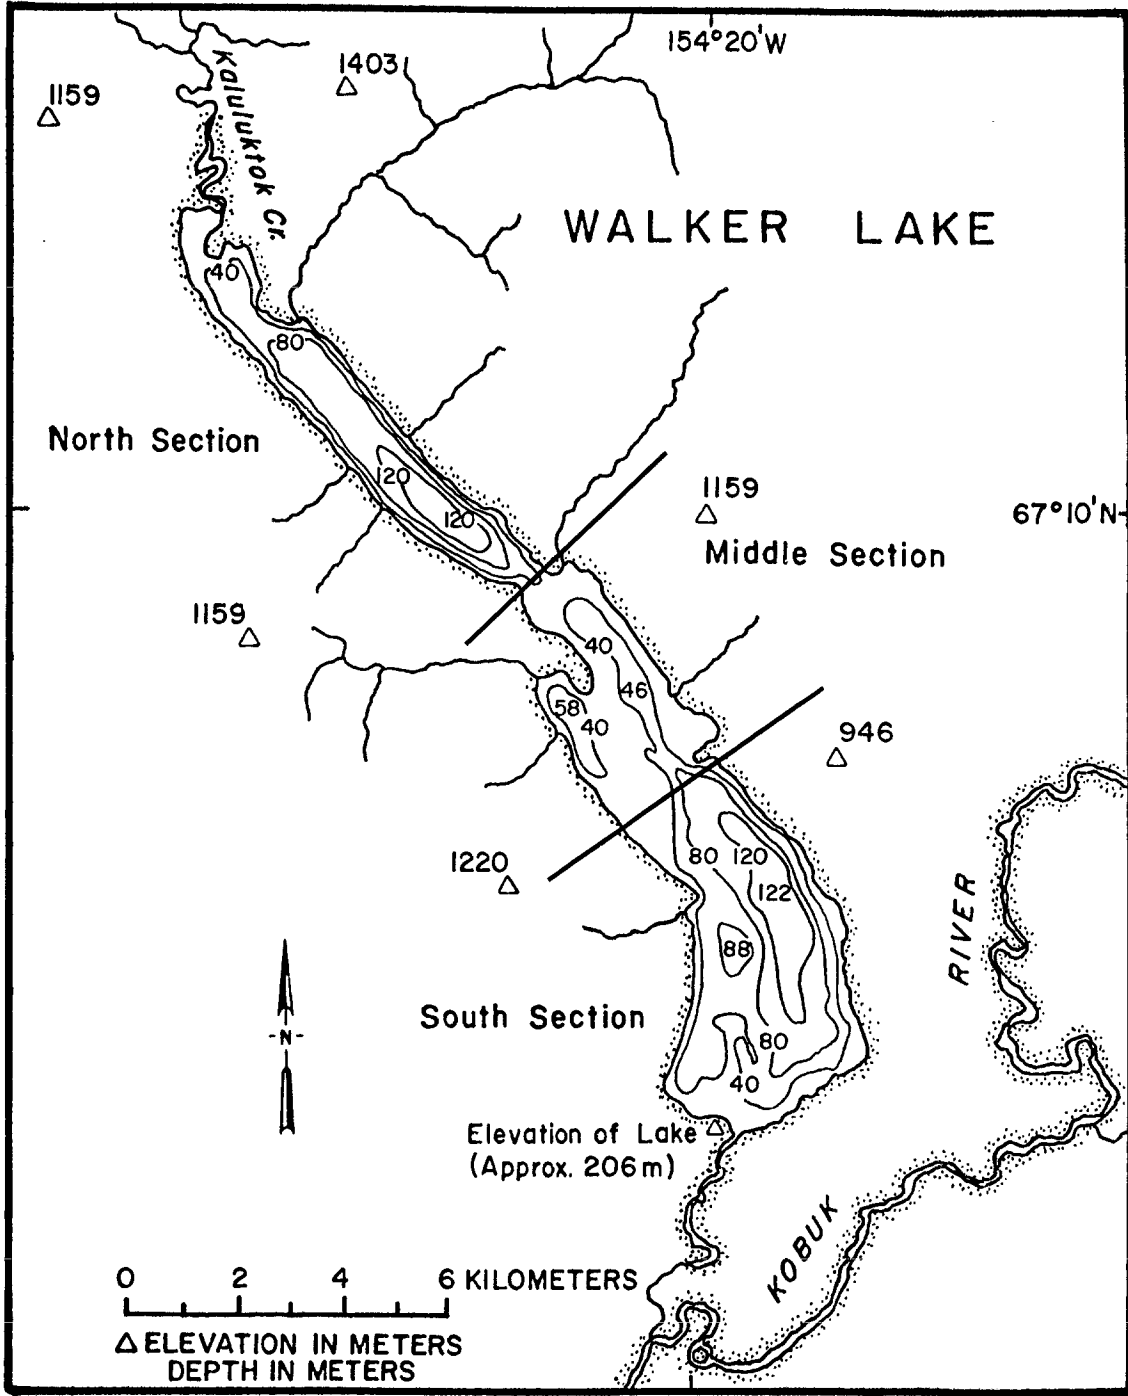 154°20'W
1403
1159
Kaluluktok Cr.
WALKER LAKE
40
80
North Section
120
120
1159
67°10'N
Middle Section
1159
40
46
58
40
946
80
120
1220
122
88
RIVER
South Section
80
40
Elevation of Lake
(Approx. 206m)
-N-
KOBUK
0 2 4 6 KILOMETERS
△ ELEVATION IN METERS
DEPTH IN METERS